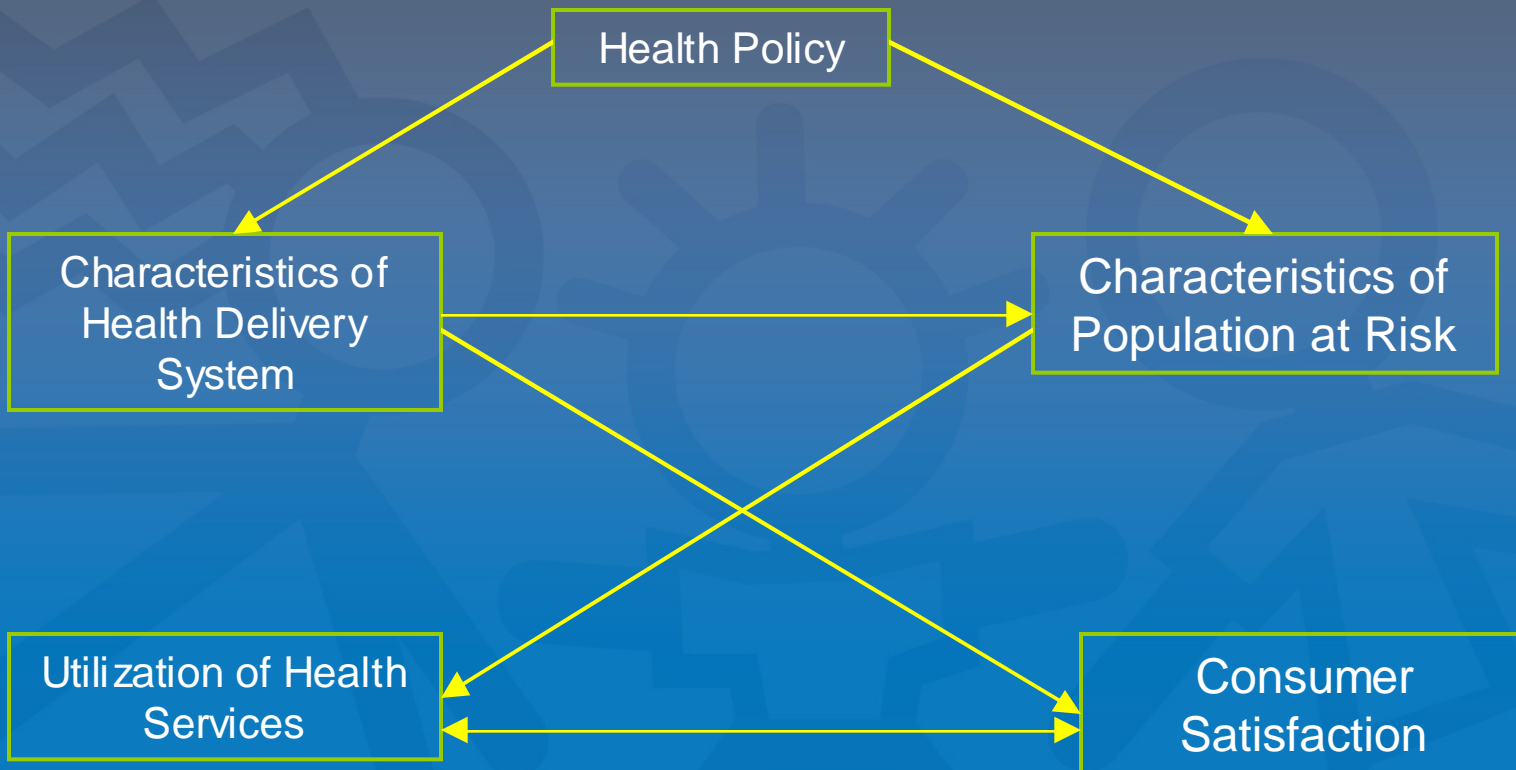 Health Policy
Characteristics of
Health Delivery
System
Characteristics of
Population at Risk
Utilization of Health
Services
Consumer
Satisfaction